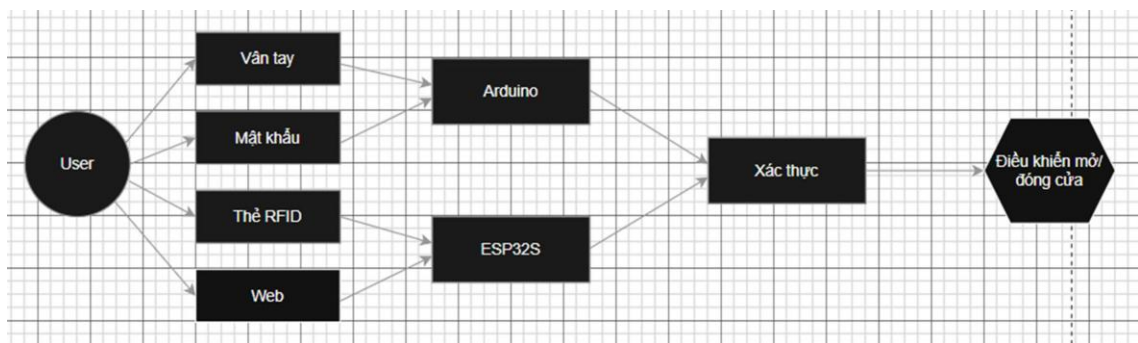 User
Vân tay
Mật khẩu
Thẻ RFID
Web
Arduino
ESP32S
Xác thực
Điều khiển mở/
đóng cửa